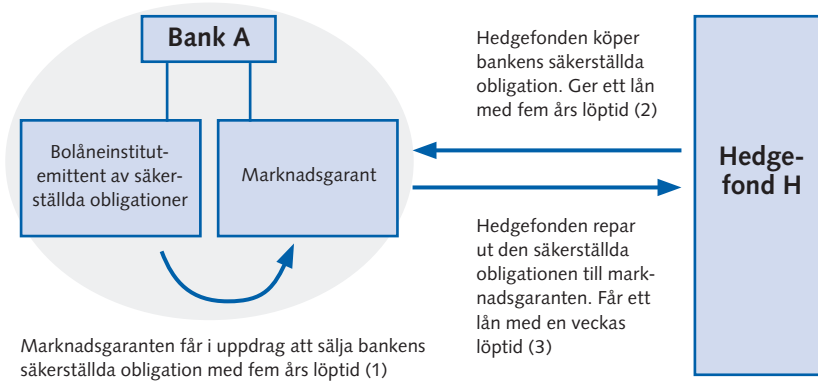 Bank A
Bolåneinstitut-
emittent av säker-
ställda obligationer
Marknadsgarant
Marknadsgaranten får i uppdrag att sälja bankens
säkerställda obligation med fem års löptid (1)
Hedgefonden köper
bankens säkerställda
obligation. Ger ett lån
med fem års löptid (2)
Hedgefonden repar
ut den säkerställda
obligationen till mark-
nadsgaranten. Får ett
lån med en veckas
löptid (3)
Hedge-
fond H